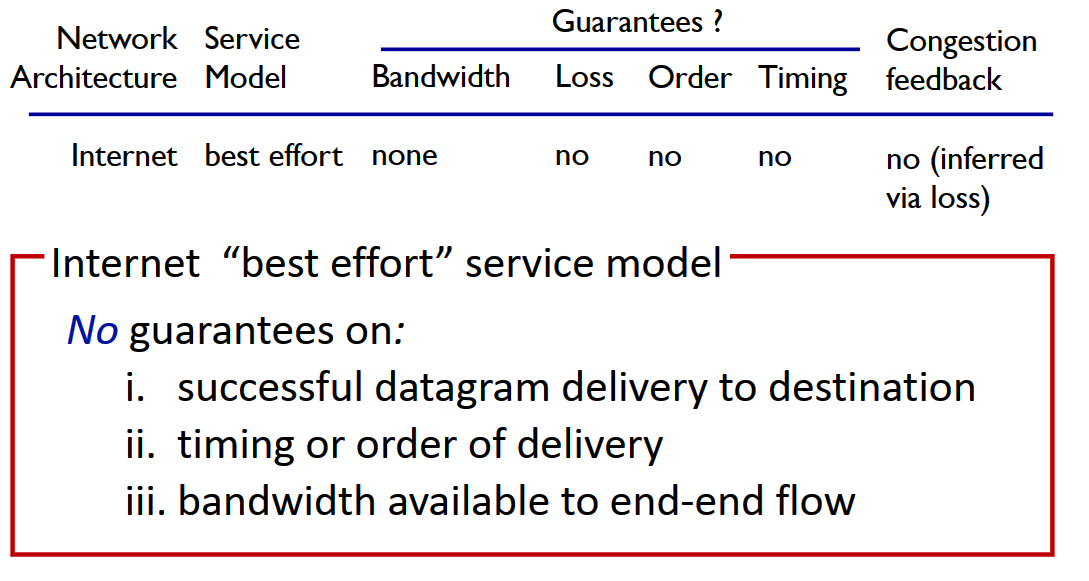 Network Architecture
Service Model
Guarantees ?
Bandwidth
Loss
Order
Timing
Congestion feedback
Internet
best effort
none
no
no
no
no (inferred via loss)
Internet “best effort” service model
No guarantees on:
i. successful datagram delivery to destination
ii. timing or order of delivery
iii. bandwidth available to end-end flow